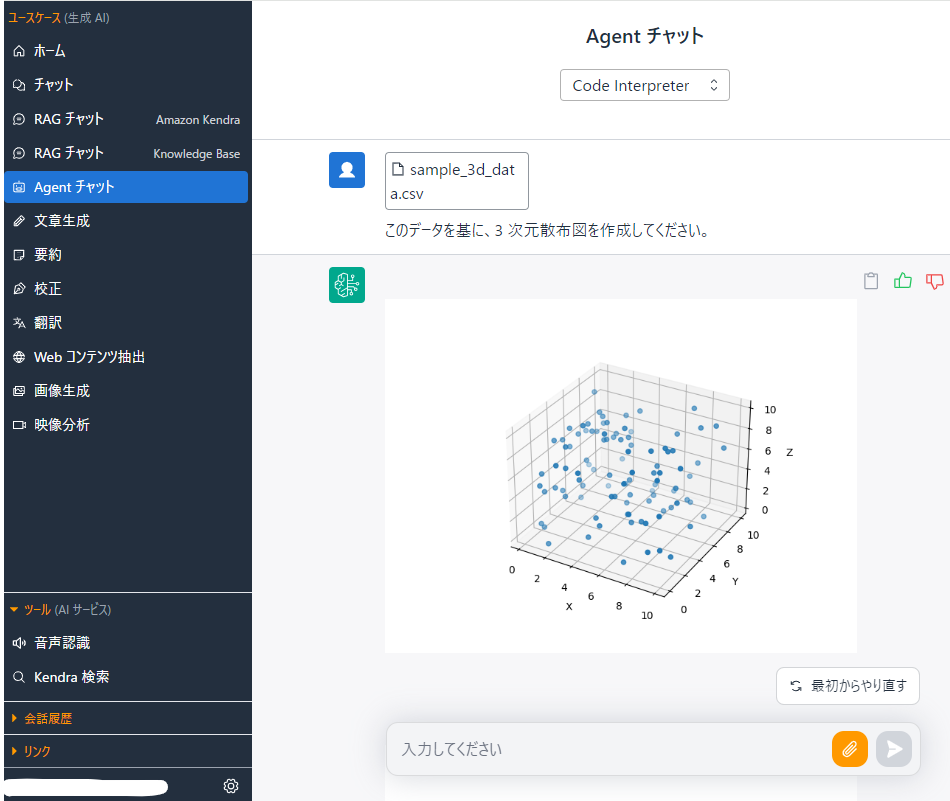 ユースケース (生成 AI)
ホーム
チャット
RAG チャット Amazon Kendra
RAG チャット Knowledge Base
Agent チャット
文章生成
要約
校正
翻訳
Web コンテンツ抽出
画像生成
映像分析
ツール (AI サービス)
音声認識
Kendra 検索
会話履歴
リンク
Agent チャット
Code Interpreter
sample_3d_dat
a.csv
このデータを基に、3 次元散布図を作成してください。
10
8
6
4
2
0
Z
10
8
6
4
2
0
Y
0
2
4
6
8
10
X
最初からやり直す
入力してください